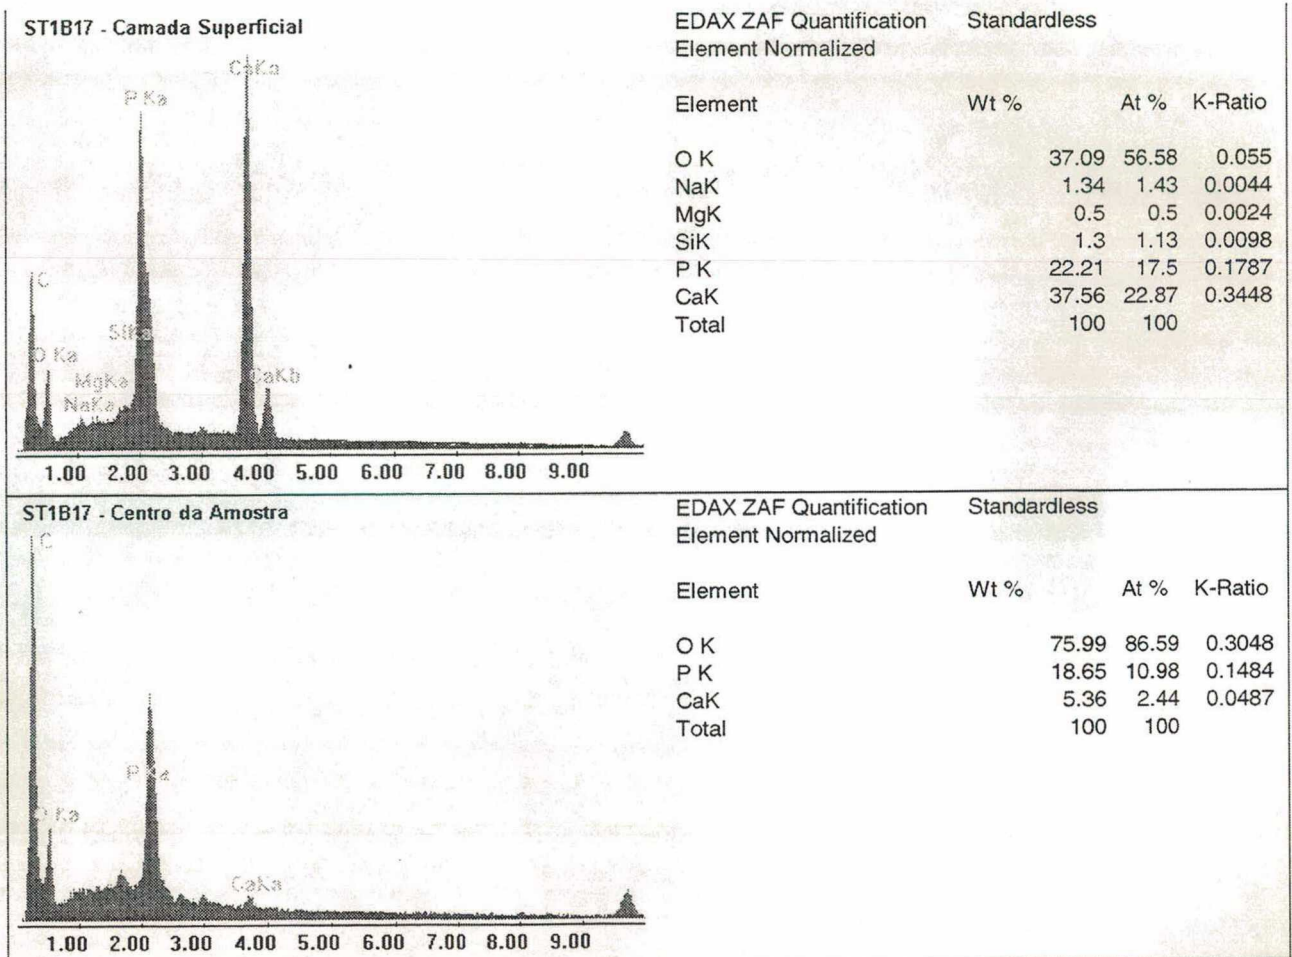 ST1B17 - Camada Superficial
CaKa
P Ka
C
SiKa
O Ka
MgKa
NaKa
CaKb
1.00 2.00 3.00 4.00 5.00 6.00 7.00 8.00 9.00
EDAX ZAF Quantification Standardless
Element Normalized
Element Wt % At % K-Ratio
O K 37.09 56.58 0.055
NaK 1.34 1.43 0.0044
MgK 0.5 0.5 0.0024
SiK 1.3 1.13 0.0098
P K 22.21 17.5 0.1787
CaK 37.56 22.87 0.3448
Total 100 100
ST1B17 - Centro da Amostra
C
P Ka
O Ka
CaKa
1.00 2.00 3.00 4.00 5.00 6.00 7.00 8.00 9.00
EDAX ZAF Quantification Standardless
Element Normalized
Element Wt % At % K-Ratio
O K 75.99 86.59 0.3048
P K 18.65 10.98 0.1484
CaK 5.36 2.44 0.0487
Total 100 100